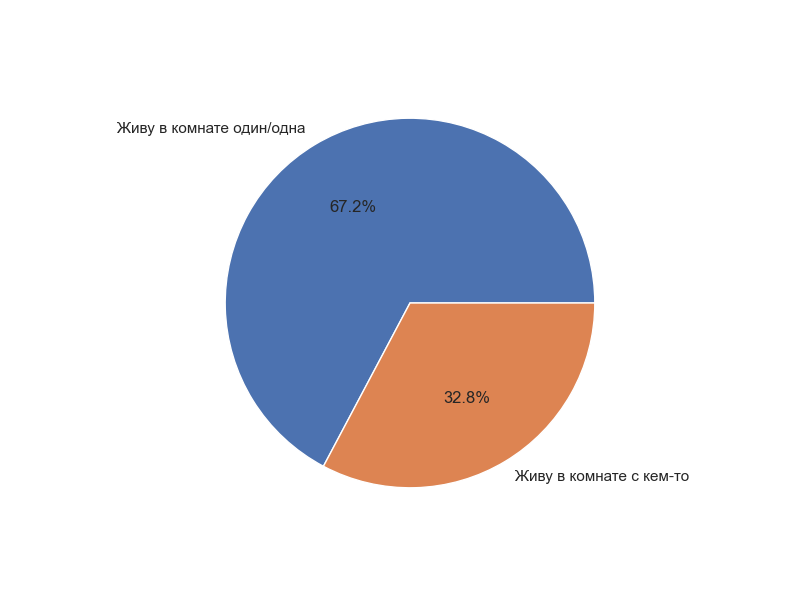 Живу в комнате один/одна
67.2%
32.8%
Живу в комнате с кем-то